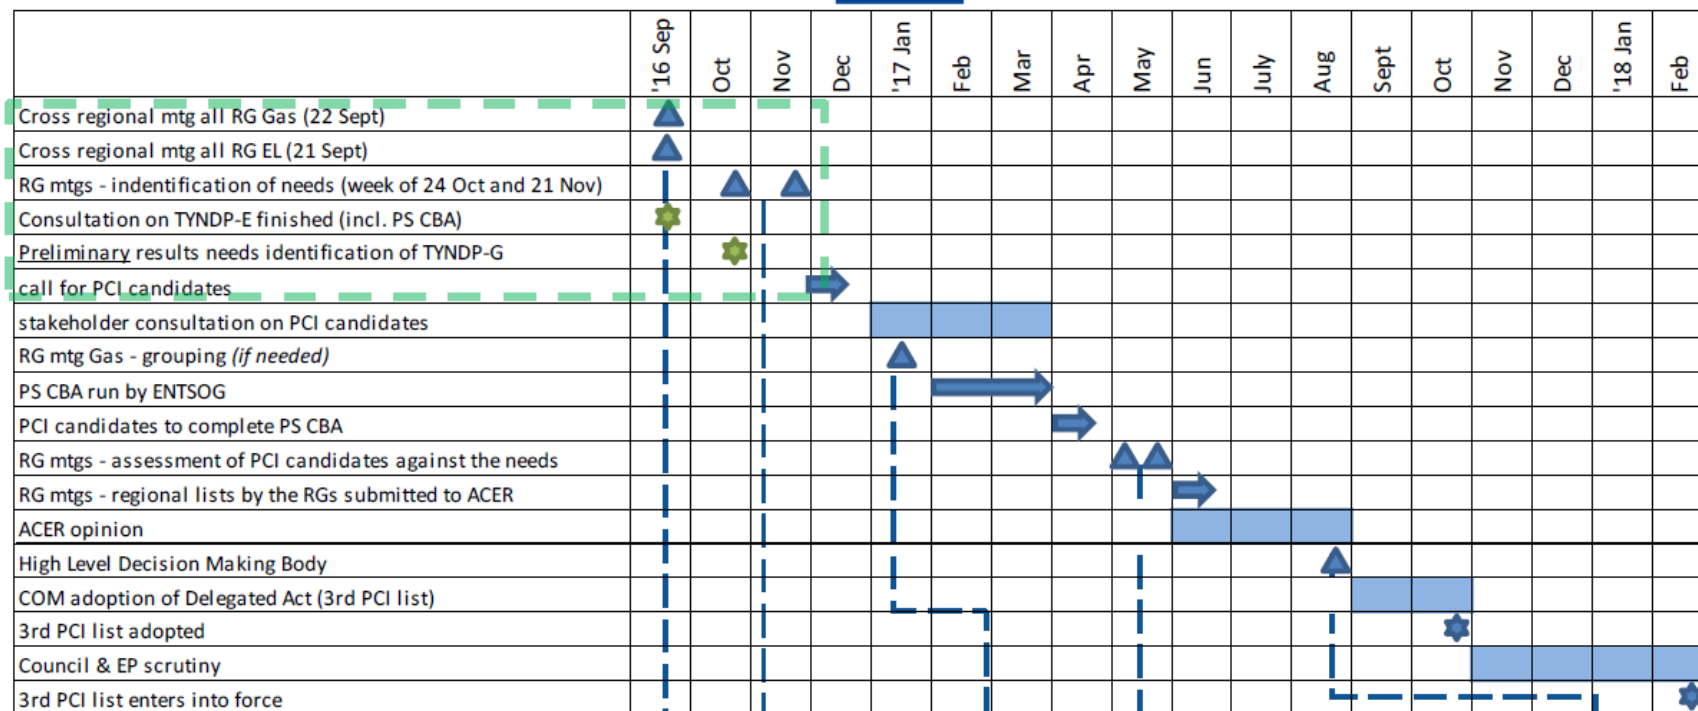 '16 Sep Oct Nov Dec '17 Jan Feb Mar Apr May Jun July Aug Sept Oct Nov Dec '18 Jan Feb
Cross regional mtg all RG Gas (22 Sept)
Cross regional mtg all RG EL (21 Sept)
RG mtgs - indentification of needs (week of 24 Oct and 21 Nov)
Consultation on TYNDP-E finished (incl. PS CBA)
Preliminary results needs identification of TYNDP-G
call for PCI candidates
stakeholder consultation on PCI candidates
RG mtg Gas - grouping (if needed)
PS CBA run by ENTSOG
PCI candidates to complete PS CBA
RG mtgs - assessment of PCI candidates against the needs
RG mtgs - regional lists by the RGs submitted to ACER
ACER opinion
High Level Decision Making Body
COM adoption of Delegated Act (3rd PCI list)
3rd PCI list adopted
Council & EP scrutiny
3rd PCI list enters into force